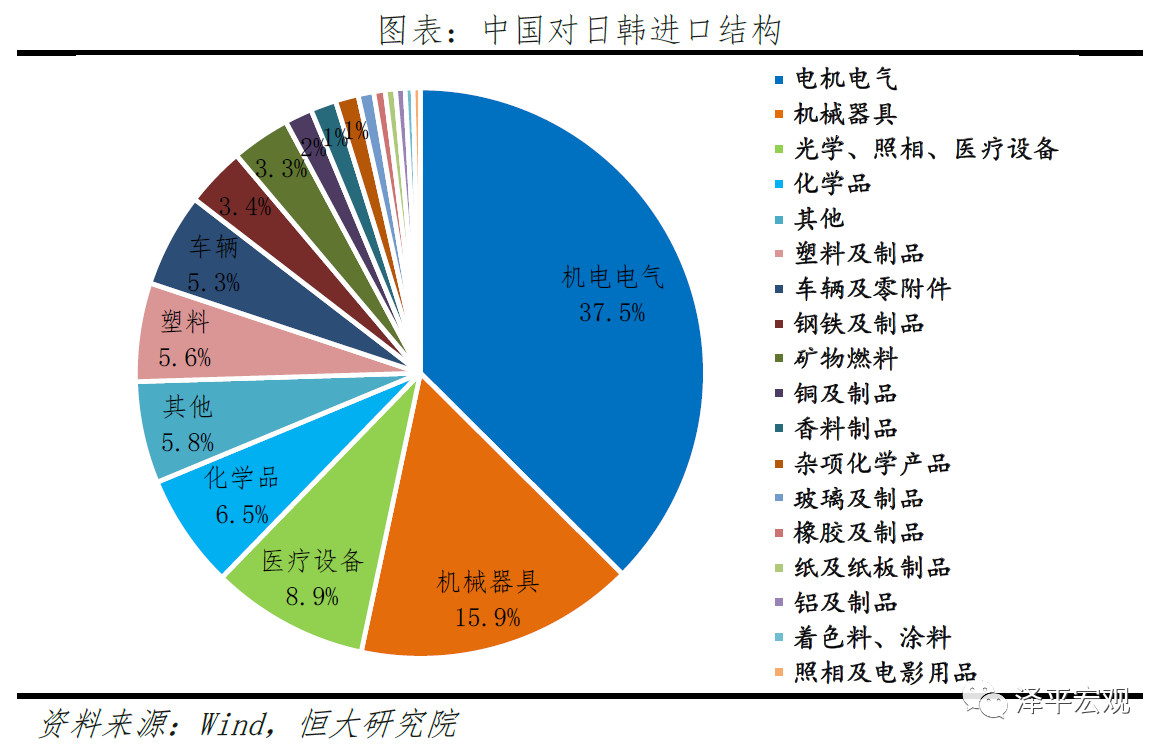 图表：中国对日韩进口结构
机电电气
37.5%
机械器具
15.9%
医疗设备
8.9%
化学品
6.5%
其他
5.8%
塑料
5.6%
车辆
5.3%
3.4%
3.3%
2%
1%
1%
电机电气
机械器具
光学、照相、医疗设备
化学品
其他
塑料及制品
车辆及零附件
钢铁及制品
矿物燃料
铜及制品
香料制品
杂项化学产品
玻璃及制品
橡胶及制品
纸及纸板制品
铝及制品
着色料、涂料
照相及电影用品
泽平宏观
资料来源：Wind，恒大研究院